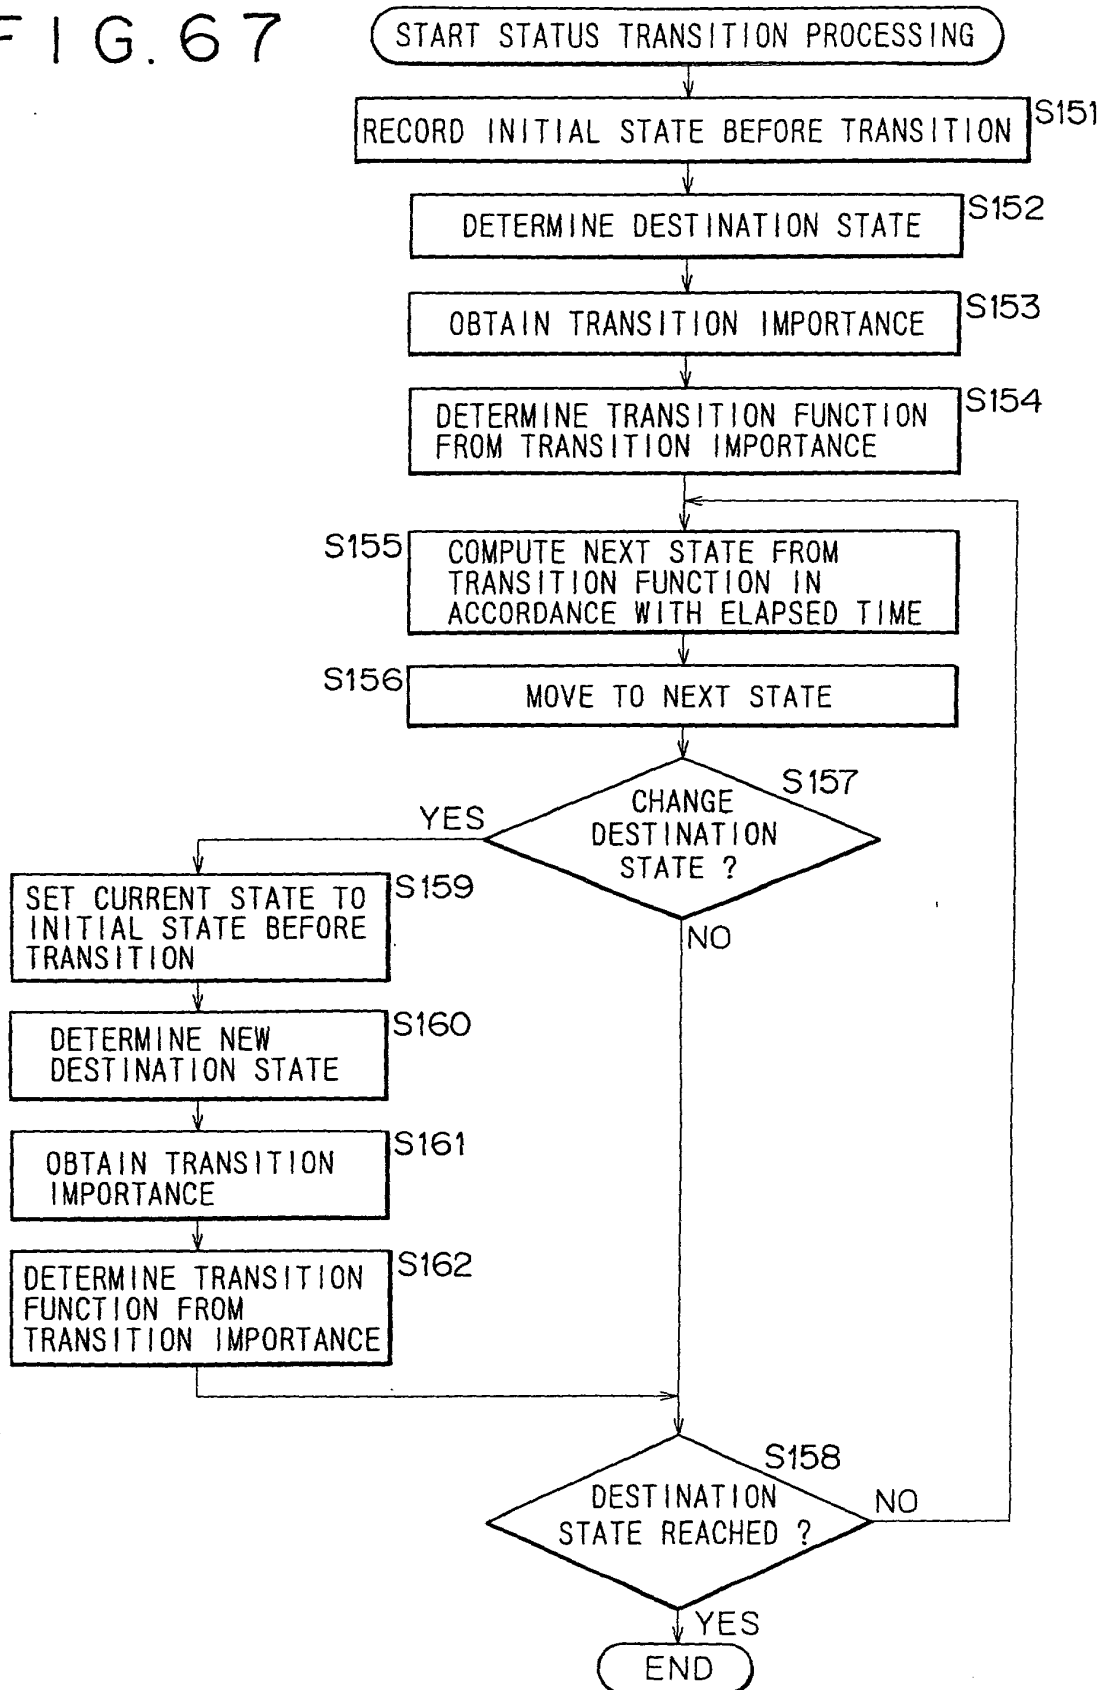 FIG. 67
START STATUS TRANSITION PROCESSING
S151
RECORD INITIAL STATE BEFORE TRANSITION
S152
DETERMINE DESTINATION STATE
S153
OBTAIN TRANSITION IMPORTANCE
S154
DETERMINE TRANSITION FUNCTION
FROM TRANSITION IMPORTANCE
S155
COMPUTE NEXT STATE FROM
TRANSITION FUNCTION IN
ACCORDANCE WITH ELAPSED TIME
S156
MOVE TO NEXT STATE
S157
CHANGE
DESTINATION
STATE ?
YES
NO
S159
SET CURRENT STATE TO
INITIAL STATE BEFORE
TRANSITION
S160
DETERMINE NEW
DESTINATION STATE
S161
OBTAIN TRANSITION
IMPORTANCE
S162
DETERMINE TRANSITION
FUNCTION FROM
TRANSITION IMPORTANCE
S158
DESTINATION
STATE REACHED ?
NO
YES
END